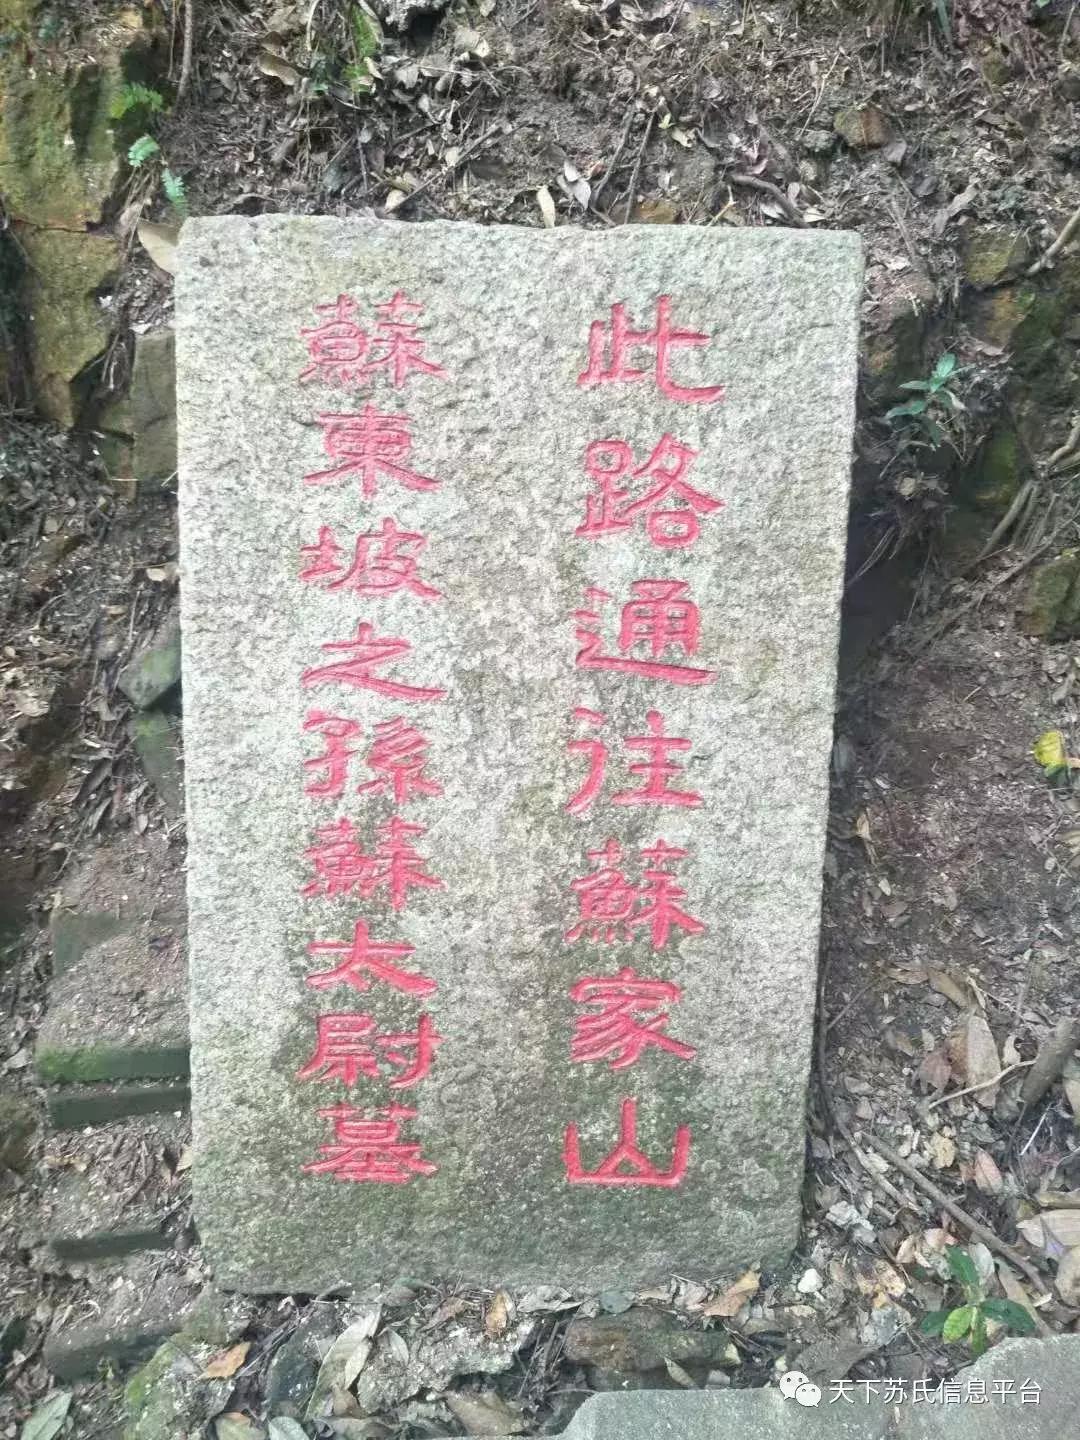 此路通往蘇家山
蘇東坡之孫蘇太尉墓
天下苏氏信息平台